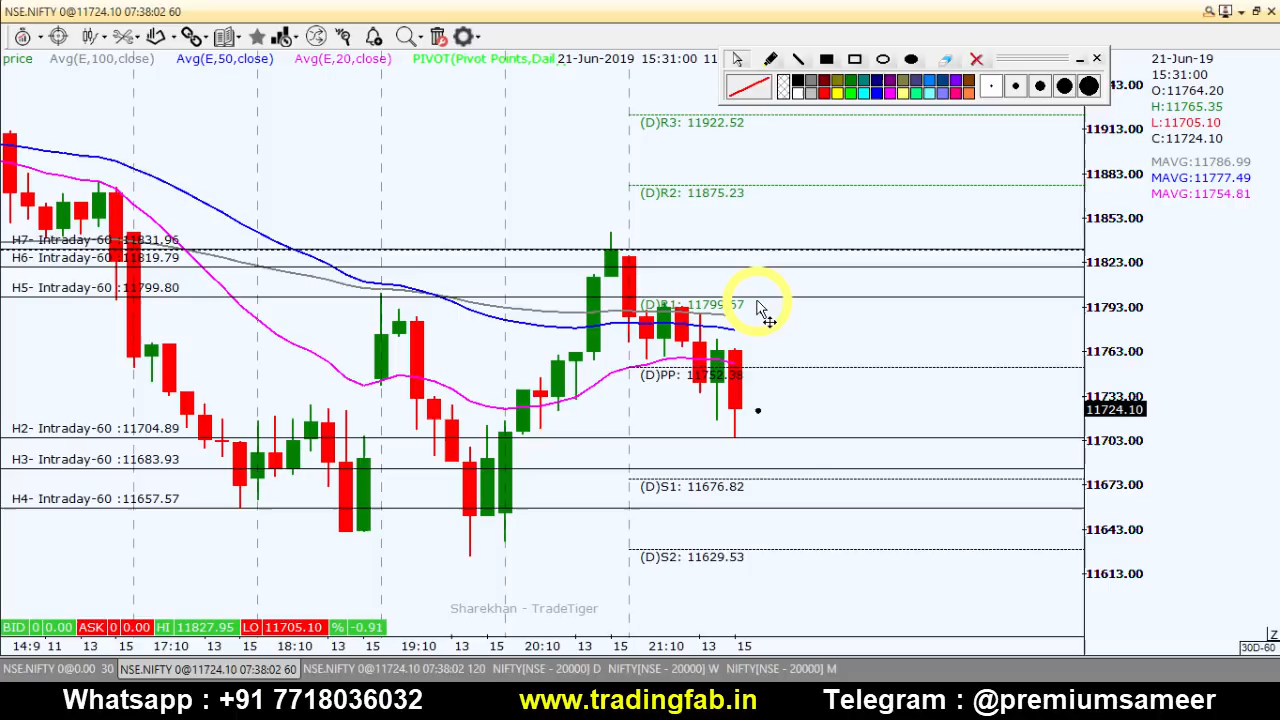 NSE.NIFTY 0@11724.10 07:38:02 60
price Avg(E,100,close) Avg(E,50,close) Avg(E,20,close) PIVOT(Pivot Points,Dail 21-Jun-2019 15:31:00 11
21-Jun-19
15:31:00
O:11764.20
H:11765.35
L:11705.10
C:11724.10
MAVG:11786.99
MAVG:11777.49
MAVG:11754.81
43.00
11913.00
11883.00
11853.00
11823.00
11793.00
11763.00
11733.00
11724.10
11703.00
11673.00
11643.00
11613.00
(D)R3: 11922.52
(D)R2: 11875.23
H7- Intraday-60 :11831.96
H6- Intraday-60 :11819.79
H5- Intraday-60 :11799.80
(D)R1: 11799.67
(D)PP: 11752.38
H2- Intraday-60 :11704.89
H3- Intraday-60 :11683.93
(D)S1: 11676.82
H4- Intraday-60 :11657.57
(D)S2: 11629.53
Sharekhan - TradeTiger
BID 0 0.00 ASK 0 0.00 HI 11827.95 LO 11705.10 % -0.91
Z
14:9 11 13 15 17:10 13 15 18:10 13 15 19:10 13 15 20:10 13 15 21:10 13 15
30D-60
NSE.NIFTY 0@0.00 30 NSE.NIFTY 0@11724.10 07:38:02 60 NSE.NIFTY 0@11724.10 07:38:02 120 NIFTY[NSE - 20000] D NIFTY[NSE - 20000] W NIFTY[NSE - 20000] M
Whatsapp : +91 7718036032 www.tradingfab.in Telegram : @premiumsameer